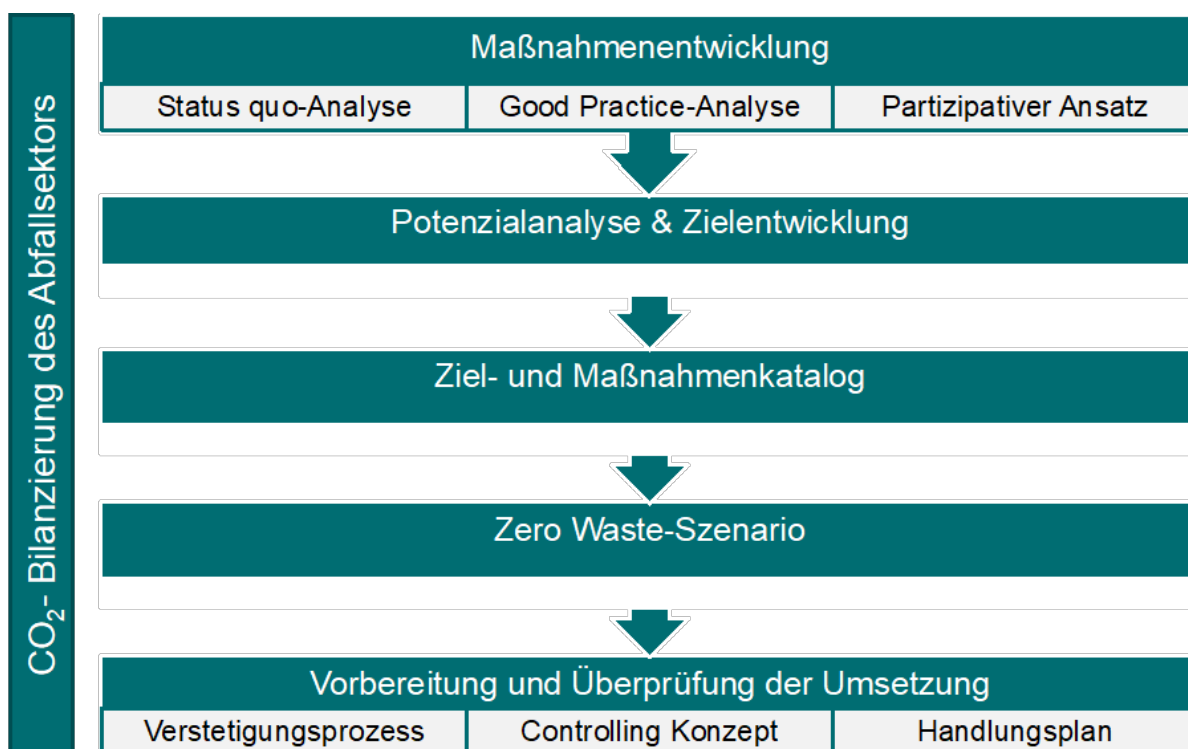 CO₂- Bilanzierung des Abfallsektors
Maßnahmenentwicklung
Status quo-Analyse
Good Practice-Analyse
Partizipativer Ansatz
Potenzialanalyse & Zielentwicklung
Ziel- und Maßnahmenkatalog
Zero Waste-Szenario
Vorbereitung und Überprüfung der Umsetzung
Verstetigungsprozess
Controlling Konzept
Handlungsplan